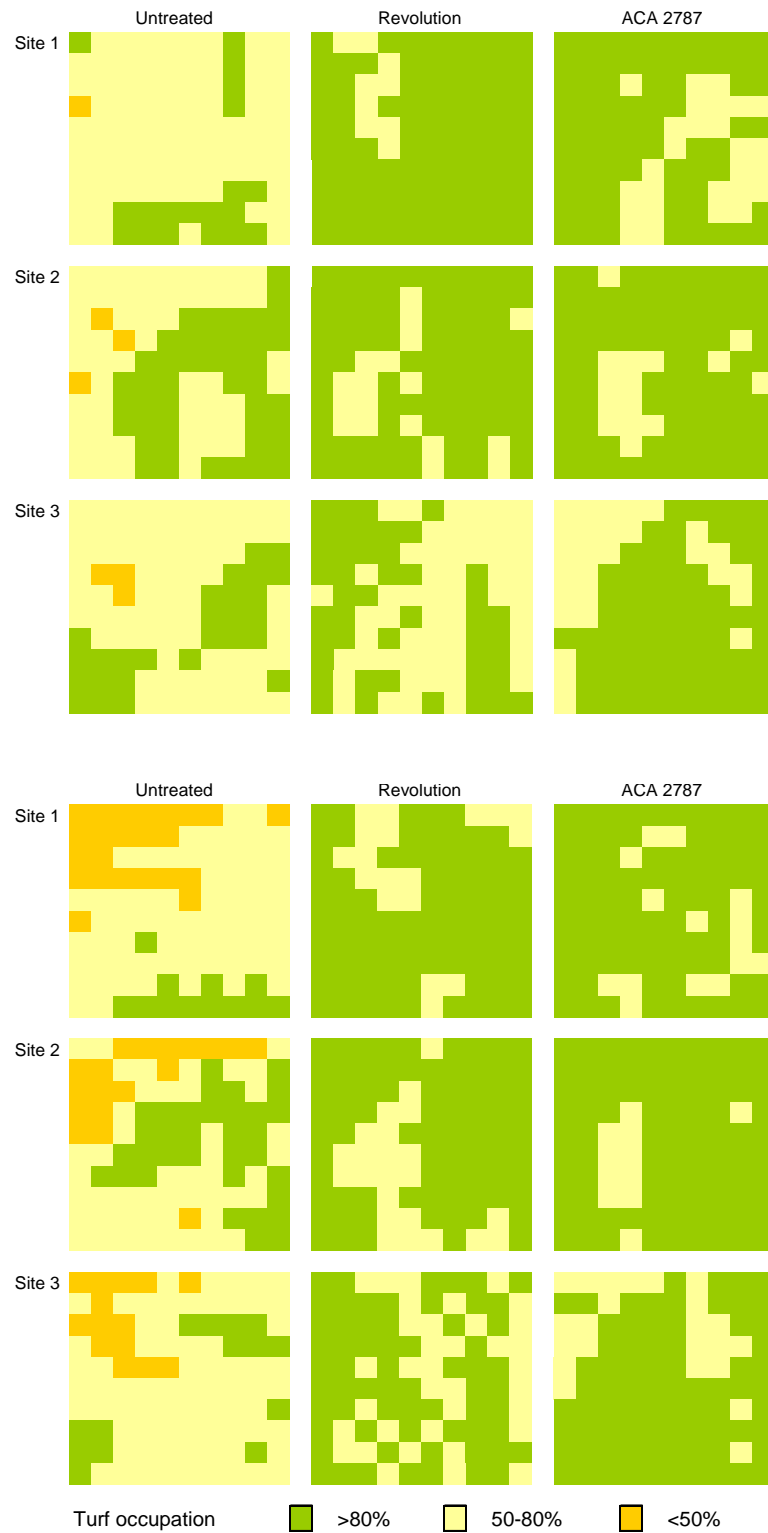 Untreated Revolution ACA 2787
Site 1
Site 2
Site 3
Untreated Revolution ACA 2787
Site 1
Site 2
Site 3
Turf occupation >80% 50-80% <50%